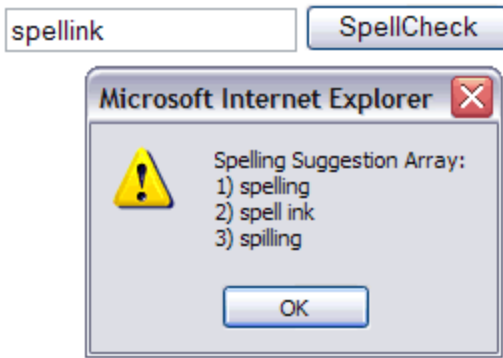 spellink SpellCheck
Microsoft Internet Explorer
Spelling Suggestion Array:
1) spelling
2) spell ink
3) spilling
OK